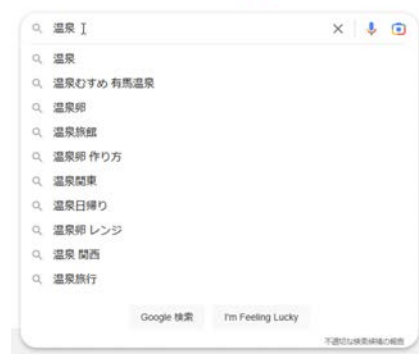 温泉
温泉
温泉むすめ 有馬温泉
温泉卵
温泉旅館
温泉卵 作り方
温泉関東
温泉日帰り
温泉卵 レンジ
温泉 関西
温泉旅行
Google 検索 I'm Feeling Lucky
不適切な検索候補の報告